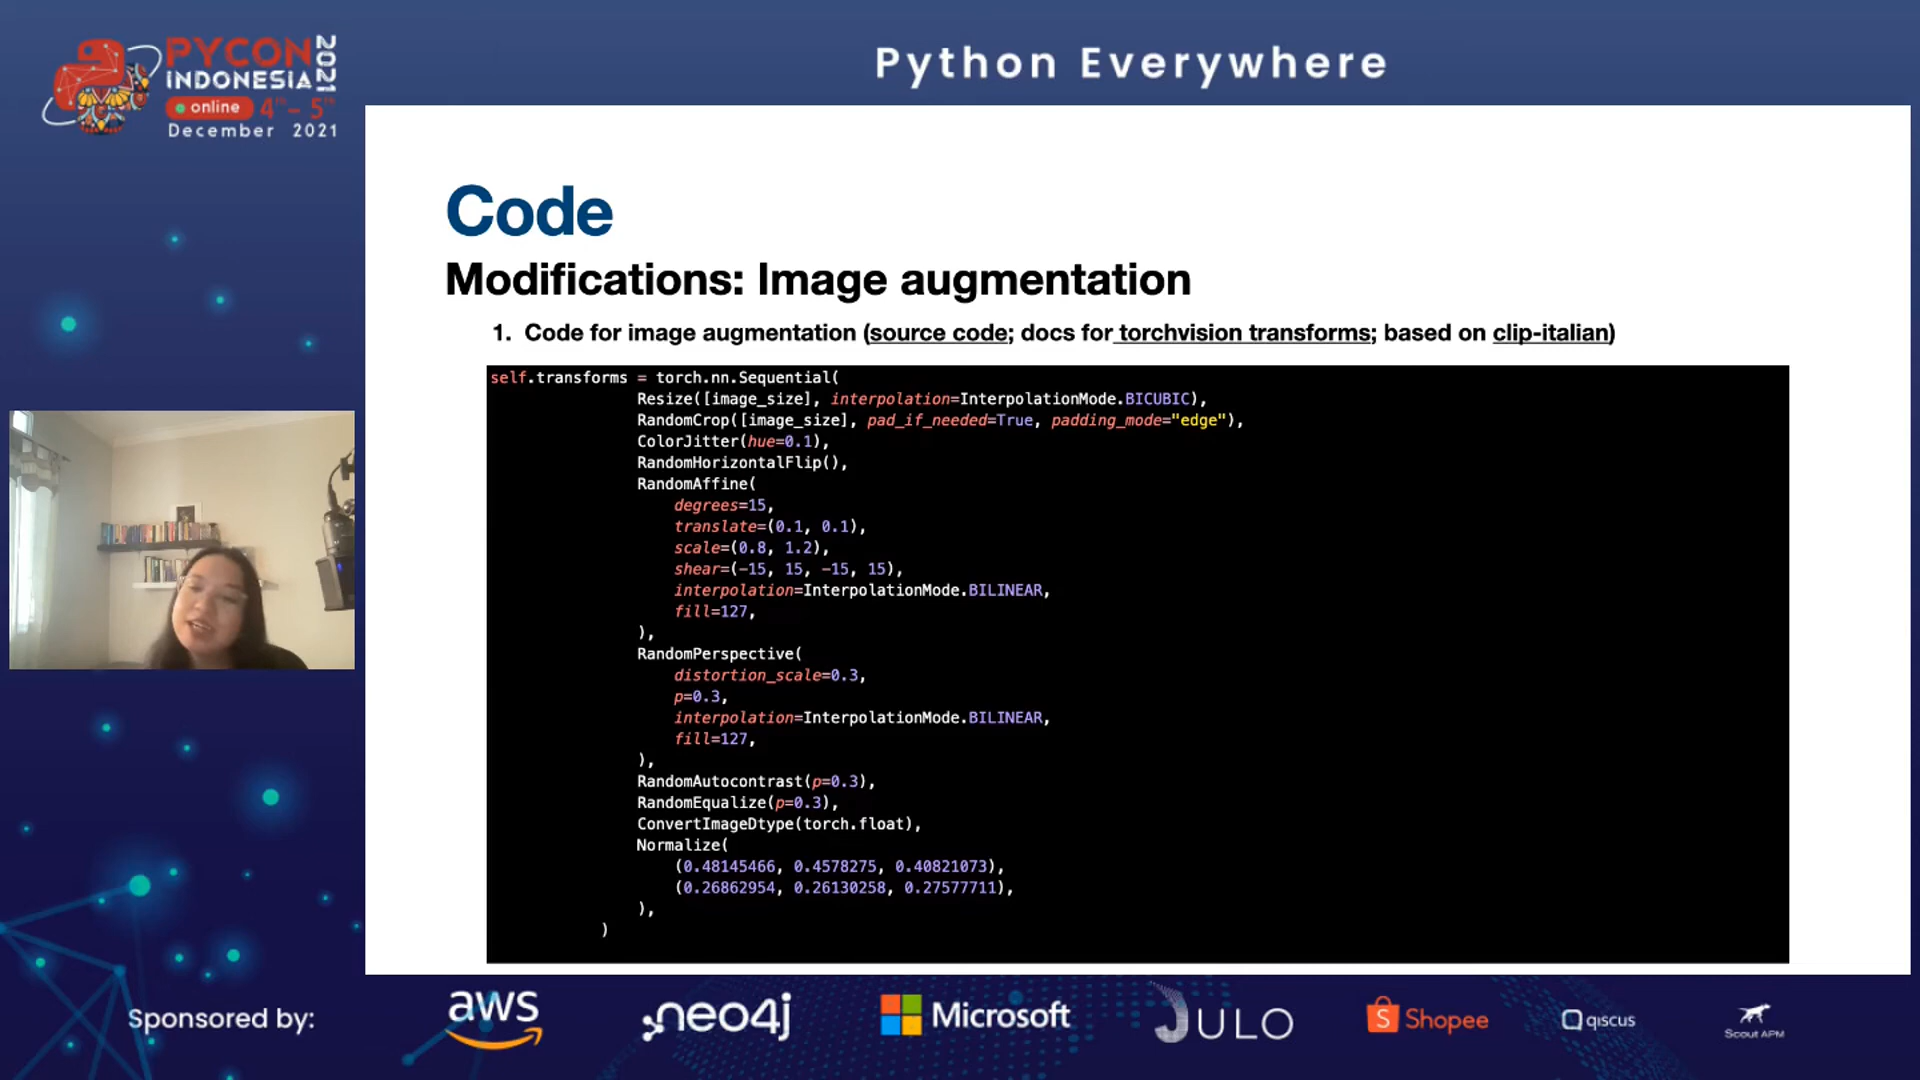 PYCON 2021
INDONESIA
online 4th - 5th
December 2021
Python Everywhere
Code
Modifications: Image augmentation
1. Code for image augmentation (source code; docs for torchvision transforms; based on clip-italian)
self.transforms = torch.nn.Sequential(
Resize([image_size], interpolation=InterpolationMode.BICUBIC),
RandomCrop([image_size], pad_if_needed=True, padding_mode="edge"),
ColorJitter(hue=0.1),
RandomHorizontalFlip(),
RandomAffine(
degrees=15,
translate=(0.1, 0.1),
scale=(0.8, 1.2),
shear=(-15, 15, -15, 15),
interpolation=InterpolationMode.BILINEAR,
fill=127,
),
RandomPerspective(
distortion_scale=0.3,
p=0.3,
interpolation=InterpolationMode.BILINEAR,
fill=127,
),
RandomAutocontrast(p=0.3),
RandomEqualize(p=0.3),
ConvertImageDtype(torch.float),
Normalize(
(0.48145466, 0.4578275, 0.40821073),
(0.26862954, 0.26130258, 0.27577711),
),
)
Sponsored by:
aws
neo4j
Microsoft
JULO
Shopee
qiscus
Scout APM